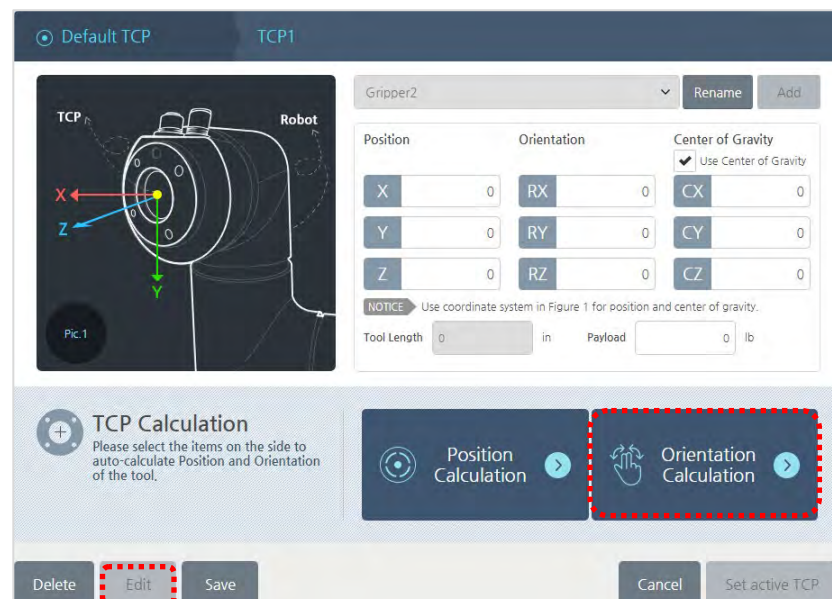 Default TCP
TCP1
TCP
Robot
X
Z
Y
Pic.1
Gripper2
Rename
Add
Position
Orientation
Center of Gravity
Use Center of Gravity
X 0 RX 0 CX 0
Y 0 RY 0 CY 0
Z 0 RZ 0 CZ 0
NOTICE Use coordinate system in Figure 1 for position and center of gravity.
Tool Length 0 in Payload 0 lb
TCP Calculation
Please select the items on the side to
auto-calculate Position and Orientation
of the tool.
Position
Calculation
Orientation
Calculation
Delete
Edit
Save
Cancel
Set active TCP